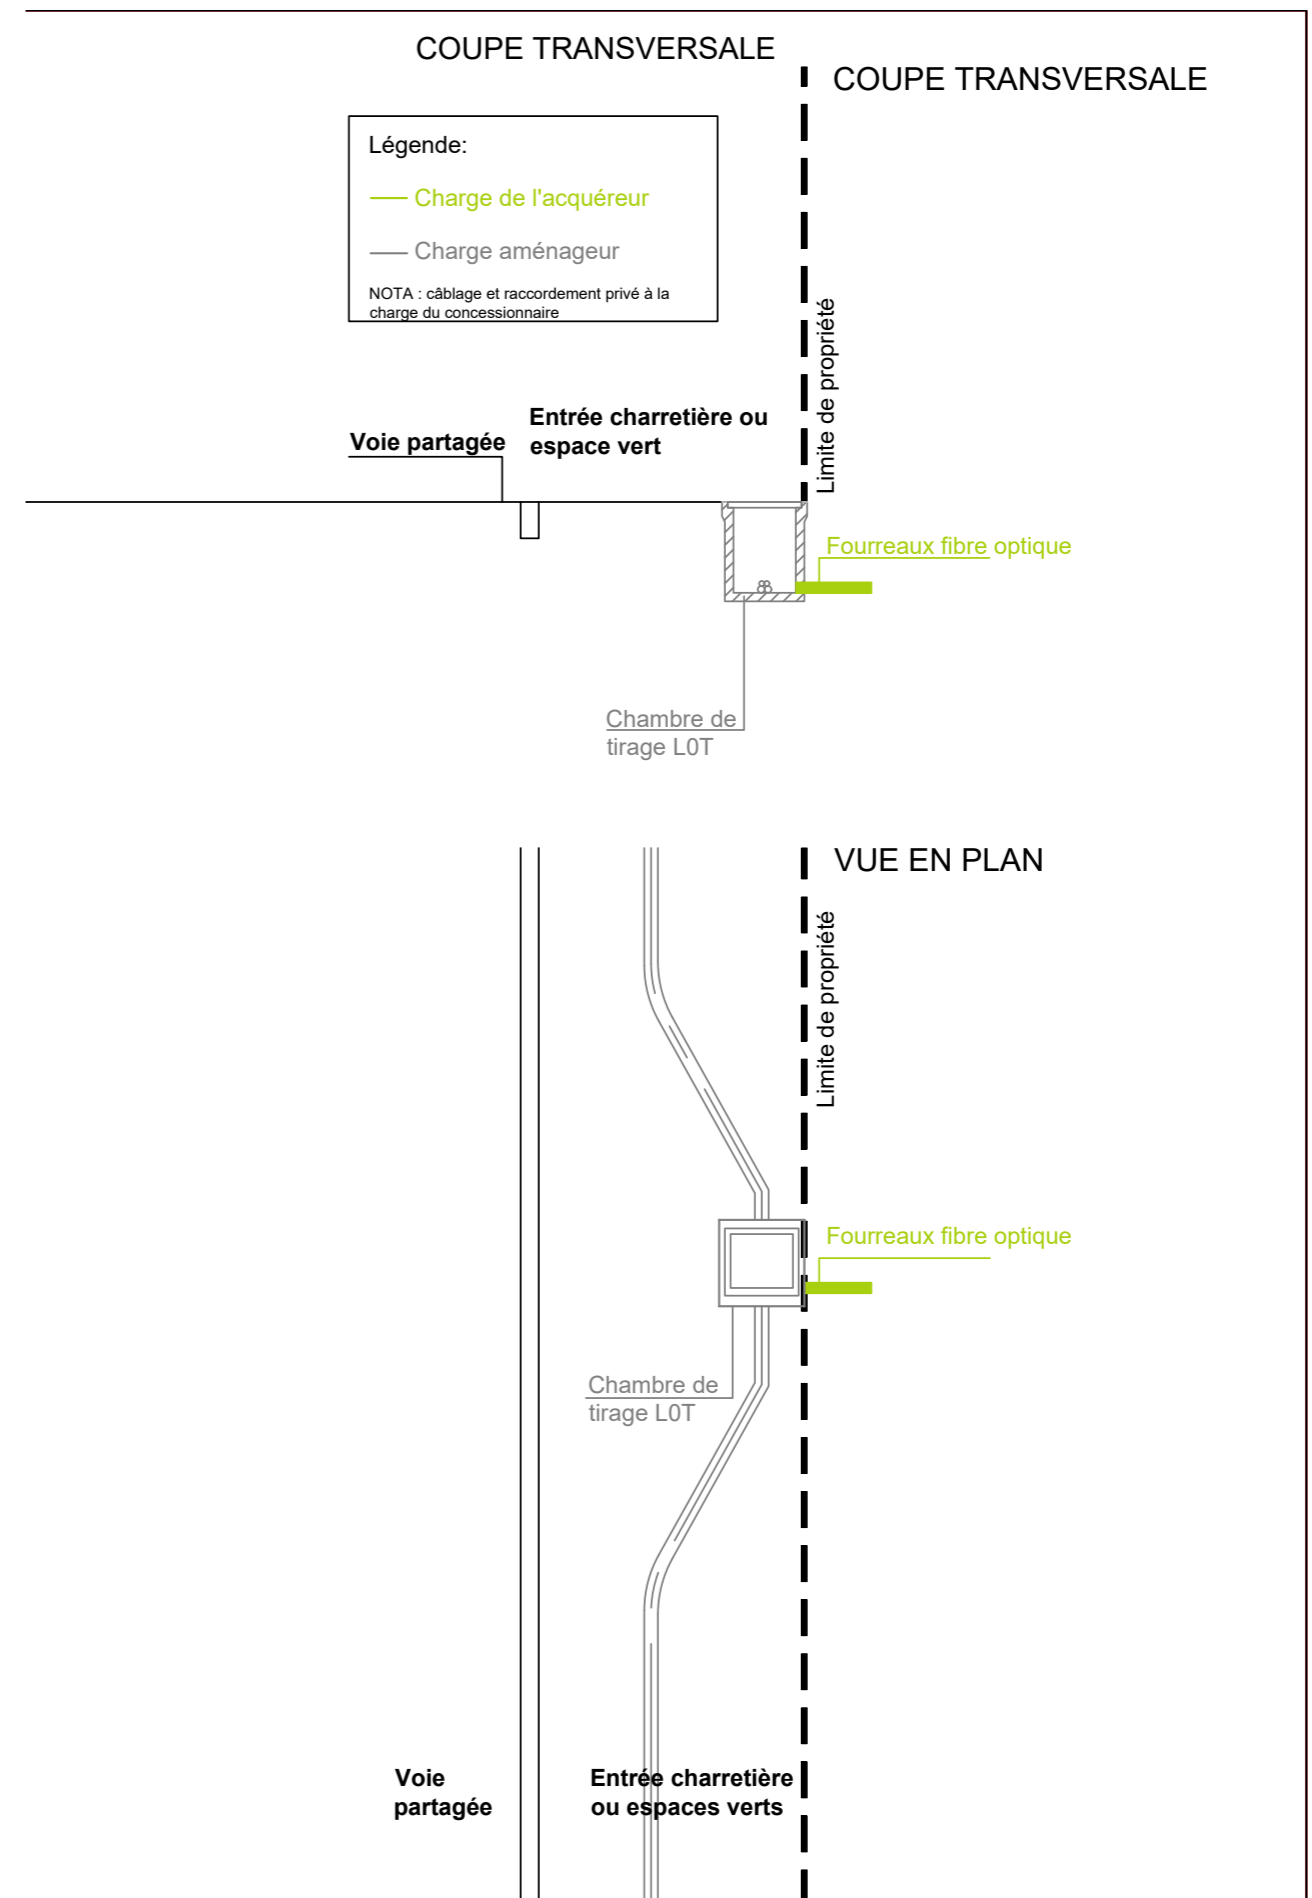 COUPE TRANSVERSALE
COUPE TRANSVERSALE
Légende:
Charge de l'acquéreur
Charge aménageur
NOTA : câblage et raccordement privé à la
charge du concessionnaire
Limite de propriété
Voie partagée
Entrée charretière ou
espace vert
Fourreaux fibre optique
Chambre de
tirage L0T
VUE EN PLAN
Limite de propriété
Fourreaux fibre optique
Chambre de
tirage L0T
Voie
partagée
Entrée charretière
ou espaces verts